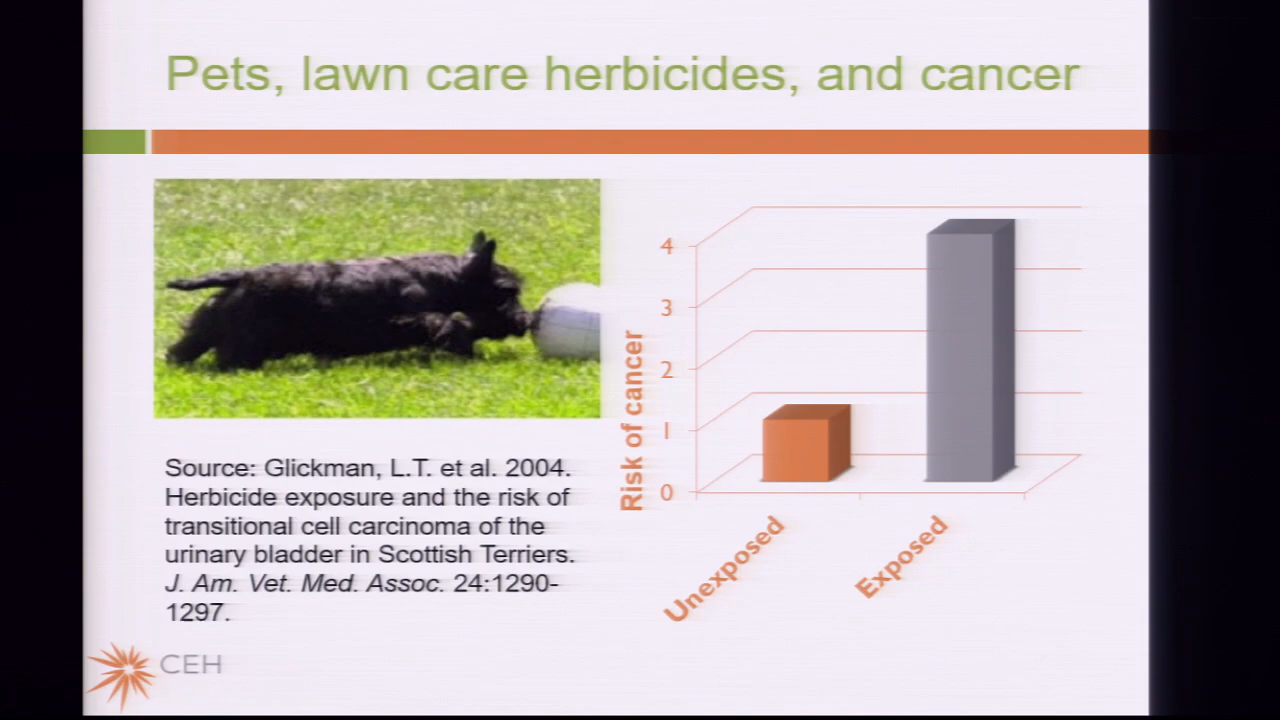 Pets, lawn care herbicides, and cancer
4
3
2
1
0
Risk of cancer
Unexposed
Exposed
Source: Glickman, L.T. et al. 2004.
Herbicide exposure and the risk of
transitional cell carcinoma of the
urinary bladder in Scottish Terriers.
J. Am. Vet. Med. Assoc. 24:1290-
1297.
CEH